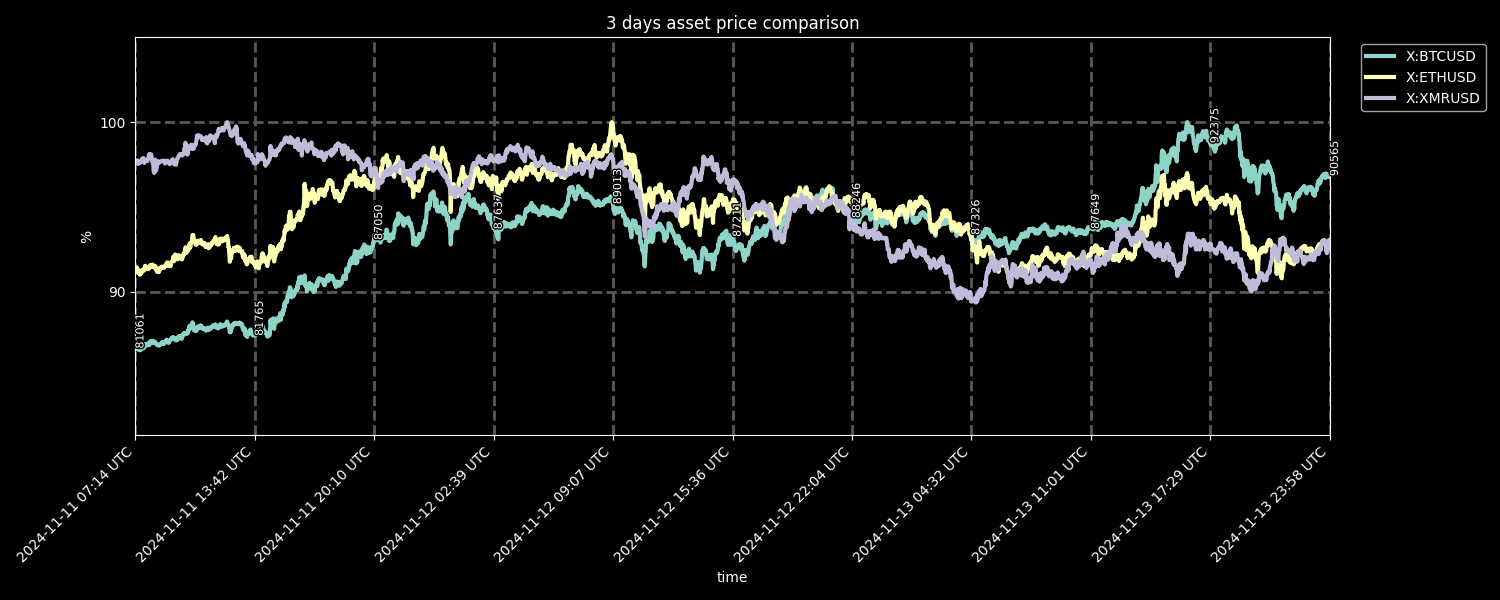 3 days asset price comparison
X:BTCUSD
X:ETHUSD
X:XMRUSD
100
90
%
81061
81765
87050
87637
89013
88246
87326
87649
92375
90565
2024-11-11 07:14 UTC
2024-11-11 13:42 UTC
2024-11-11 20:10 UTC
2024-11-12 02:39 UTC
2024-11-12 09:07 UTC
2024-11-12 15:36 UTC
2024-11-12 22:04 UTC
2024-11-13 04:32 UTC
2024-11-13 11:01 UTC
2024-11-13 17:29 UTC
2024-11-13 23:58 UTC
time